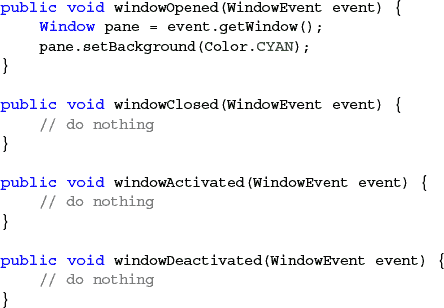 public void windowOpened(WindowEvent event) {
    Window pane = event.getWindow();
    pane.setBackground(Color.CYAN);
}
public void windowClosed(WindowEvent event) {
    // do nothing
}
public void windowActivated(WindowEvent event) {
    // do nothing
}
public void windowDeactivated(WindowEvent event) {
    // do nothing
}